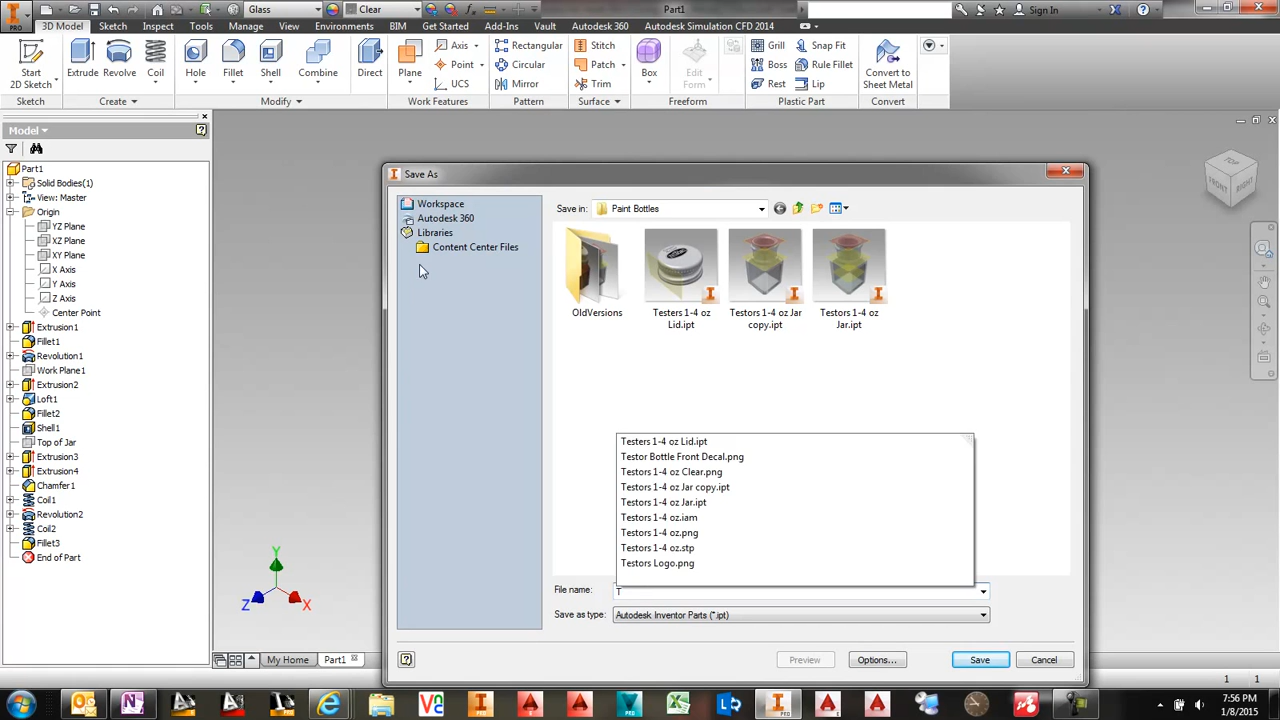 Glass
Clear
Part1
Sign In
PRO
3D Model Sketch Inspect Tools Manage View Environments BIM Get Started Add-Ins Vault Autodesk 360 Autodesk Simulation CFD 2014
Start 2D Sketch
Extrude
Revolve
Coil
Hole
Fillet
Shell
Combine
Direct
Plane
Axis
Point
UCS
Rectangular
Circular
Mirror
Stitch
Patch
Trim
Box
Edit Form
Grill
Boss
Rest
Snap Fit
Rule Fillet
Lip
Convert to Sheet Metal
Sketch Create Modify Work Features Pattern Surface Freeform Plastic Part Convert
Model
Part1
Solid Bodies(1)
View: Master
Origin
YZ Plane
XZ Plane
XY Plane
X Axis
Y Axis
Z Axis
Center Point
Extrusion1
Fillet1
Revolution1
Work Plane1
Extrusion2
Loft1
Fillet2
Shell1
Top of Jar
Extrusion3
Extrusion4
Chamfer1
Coil1
Revolution2
Coil2
Fillet3
End of Part
Y
Z
X
TOP
FRONT
RIGHT
Save As
Workspace
Autodesk 360
Libraries
Content Center Files
Save in: Paint Bottles
OldVersions
Testers 1-4 oz Lid.ipt
Testors 1-4 oz Jar copy.ipt
Testors 1-4 oz Jar.ipt
Testers 1-4 oz Lid.ipt
Testor Bottle Front Decal.png
Testors 1-4 oz Clear.png
Testors 1-4 oz Jar copy.ipt
Testors 1-4 oz Jar.ipt
Testors 1-4 oz.iam
Testors 1-4 oz.png
Testors 1-4 oz.stp
Testors Logo.png
File name: T
Save as type: Autodesk Inventor Parts (*.ipt)
Preview
Options...
Save
Cancel
My Home
Part1
1 1
7:56 PM
1/8/2015